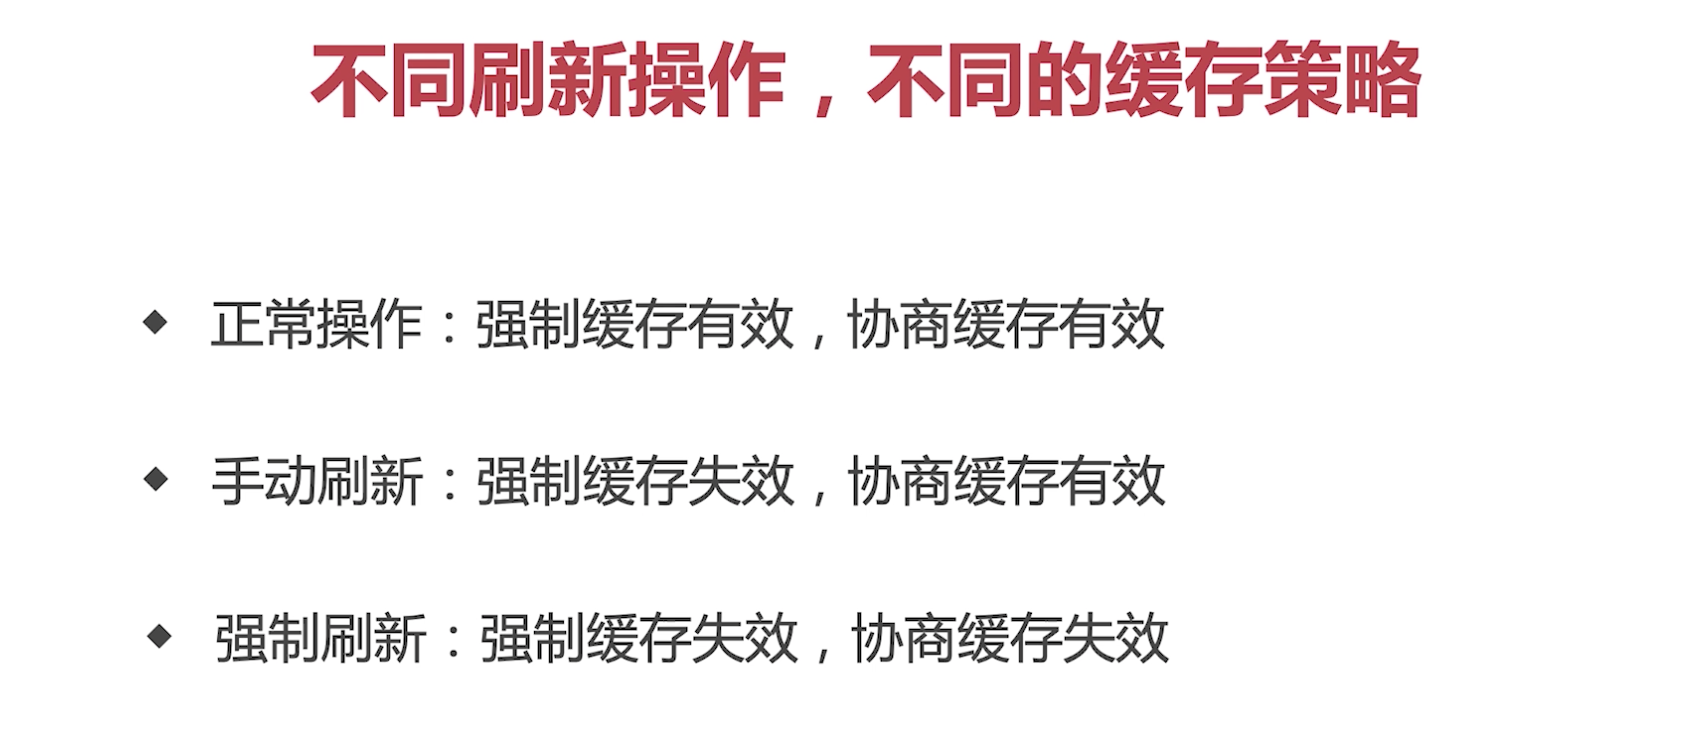 不同刷新操作，不同的缓存策略
◆ 正常操作：强制缓存有效，协商缓存有效
◆ 手动刷新：强制缓存失效，协商缓存有效
◆ 强制刷新：强制缓存失效，协商缓存失效